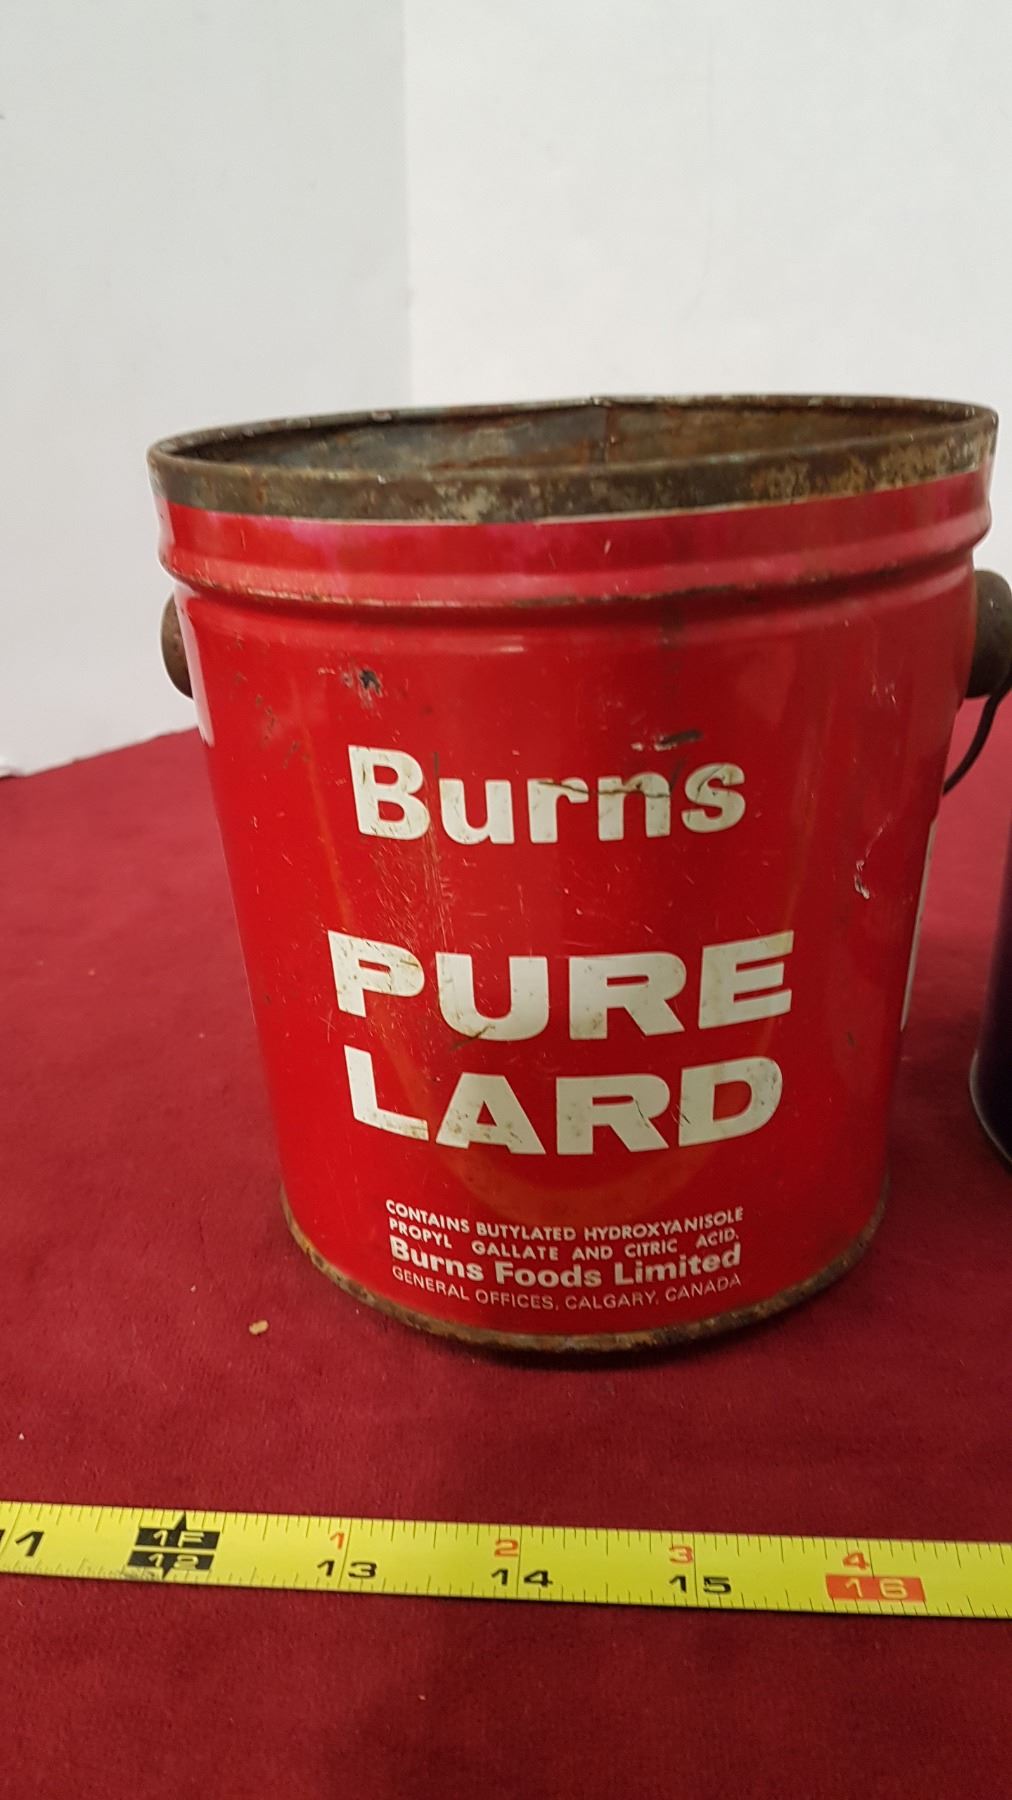 Burns
PURE
LARD
CONTAINS BUTYLATED HYDROXYANISOLE
PROPYL GALLATE AND CITRIC ACID.
Burns Foods Limited
GENERAL OFFICES, CALGARY, CANADA
1F 1 2 3 4
12 13 14 15 16